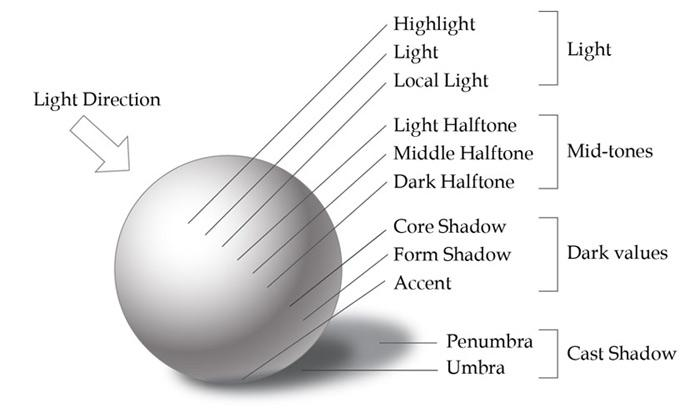 Highlight
Light
Local Light
Light
Light Direction
Light Halftone
Middle Halftone
Dark Halftone
Mid-tones
Core Shadow
Form Shadow
Accent
Dark values
Penumbra
Umbra
Cast Shadow